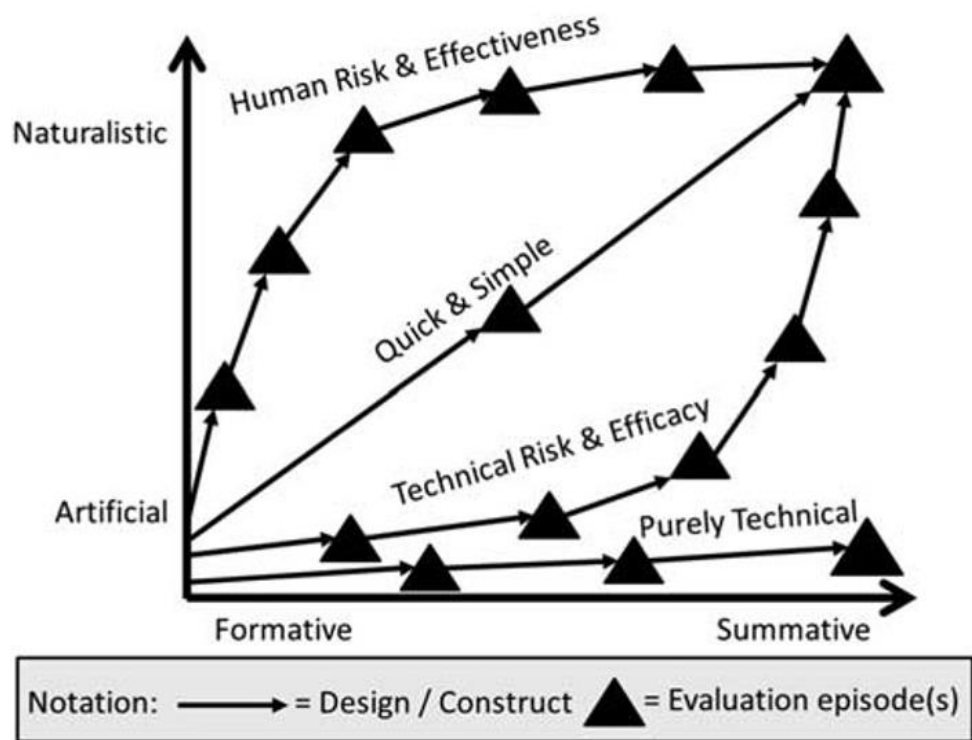 Human Risk & Effectiveness
Naturalistic
Quick & Simple
Technical Risk & Efficacy
Artificial
Purely Technical
Formative
Summative
Notation: = Design / Construct = Evaluation episode(s)